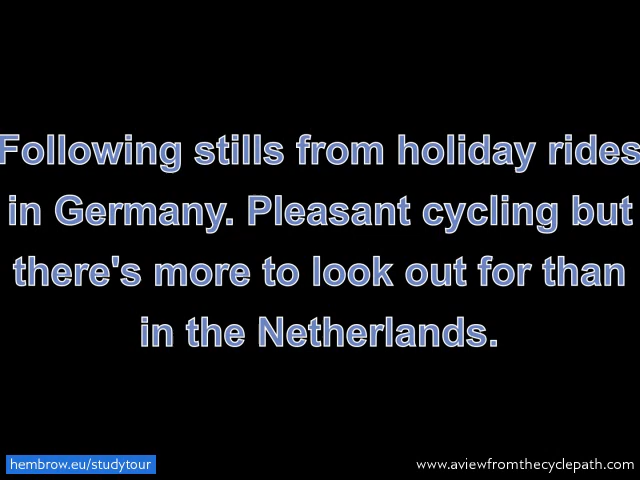 Following stills from holiday rides
in Germany. Pleasant cycling but
there's more to look out for than
in the Netherlands.
hembrow.eu/studytour
www.aviewfromthecyclepath.com